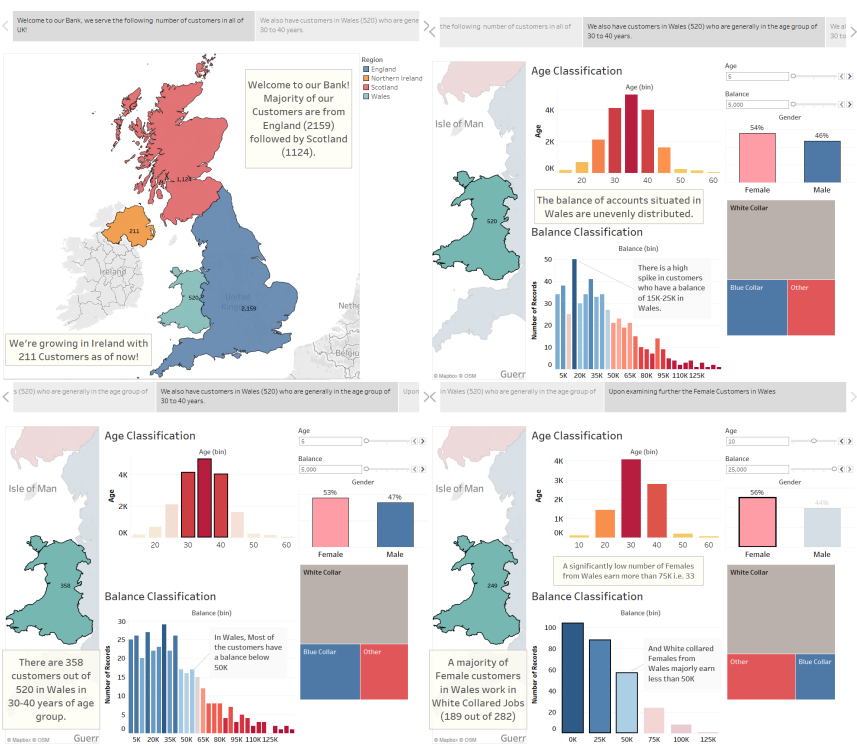 Welcome to our Bank, we serve the following number of customers in all of
UK!
We also have customers in Wales (520) who are gene
30 to 40 years.
Region
England
Northern Ireland
Scotland
Wales
Welcome to our Bank!
Majority of our
Customers are from
England (2159)
followed by Scotland
(1124).
1,124
211
Ireland
520
United
2,159
Nethe
Belgiu
We're growing in Ireland with
211 Customers as of now!
© Mapbox © OSM
the following number of customers in all of
We also have customers in Wales (520) who are generally in the age group of
30 to 40 years.
We al
30 to
Isle of Man
520
Guerr
© Mapbox © OSM
Age Classification
Age (bin)
Age
4K
2K
0K
20 30 40 50 60
The balance of accounts situated in
Wales are unevenly distributed.
Balance Classification
Balance (bin)
Number of Records
50
40
30
20
10
0
5K 20K 35K 50K 65K 80K 95K 110K 125K
There is a high
spike in customers
who have a balance
of 15K-25K in
Wales.
Age
5
Balance
5,000
Gender
54%
46%
Female Male
White Collar
Blue Collar
Other
s (520) who are generally in the age group of
We also have customers in Wales (520) who are generally in the age group of
30 to 40 years.
Upon
Isle of Man
358
There are 358
customers out of
520 in Wales in
30-40 years of age
group.
© Mapbox © OSM
Guerr
Age Classification
Age (bin)
Age
4K
2K
0K
20 30 40 50 60
Balance Classification
Balance (bin)
Number of Records
30
25
20
15
10
5
0
5K 20K 35K 50K 65K 80K 95K 110K 125K
In Wales, Most of
the customers have
a balance below
50K
Age
5
Balance
5,000
Gender
53%
47%
Female Male
White Collar
Blue Collar
Other
in Wales (520) who are generally in the age group of
Upon examining further the Female Customers in Wales
Isle of Man
249
A majority of
Female customers
in Wales work in
White Collared Jobs
(189 out of 282)
© Mapbox © OSM
Guerr
Age Classification
Age (bin)
Age
4K
3K
2K
1K
0K
10 20 30 40 50 60
A significantly low number of Females
from Wales earn more than 75K i.e. 33
Balance Classification
Balance (bin)
Number of Records
100
80
60
40
20
0
0K 25K 50K 75K 100K 125K
And White collared
Females from
Wales majorly earn
less than 50K
Age
10
Balance
25,000
Gender
56%
44%
Female Male
White Collar
Other
Blue Collar